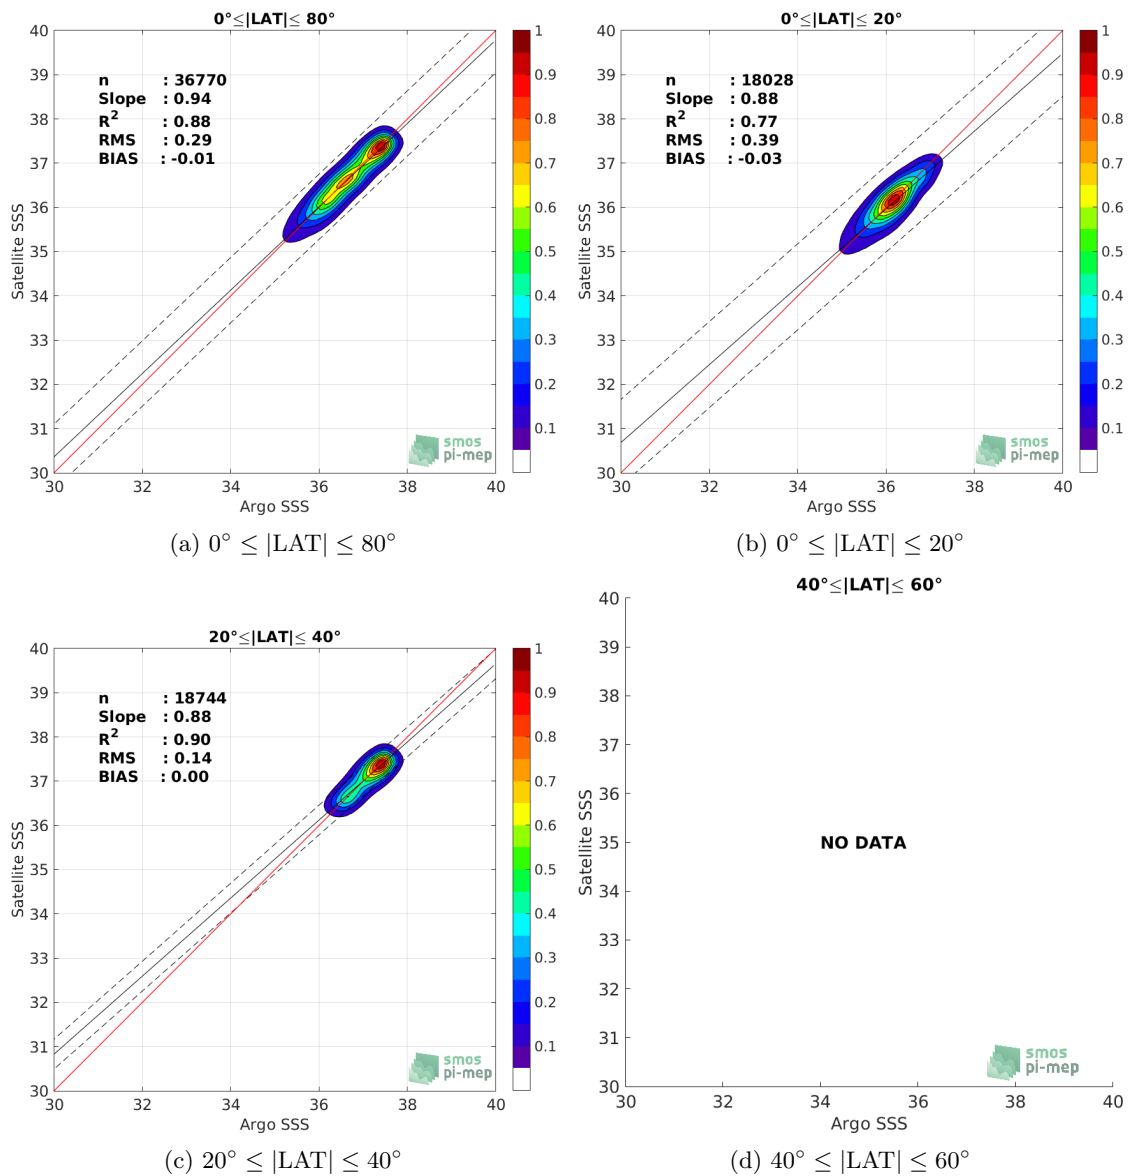 0°≤|LAT|≤ 80°
40
39
38
37
36
35
34
33
32
31
30
Satellite SSS
n : 36770
Slope : 0.94
R² : 0.88
RMS : 0.29
BIAS : -0.01
smos
pi-mep
30 32 34 36 38 40
Argo SSS
1
0.9
0.8
0.7
0.6
0.5
0.4
0.3
0.2
0.1
(a) 0° ≤ |LAT| ≤ 80°
0°≤|LAT|≤ 20°
40
39
38
37
36
35
34
33
32
31
30
Satellite SSS
n : 18028
Slope : 0.88
R² : 0.77
RMS : 0.39
BIAS : -0.03
smos
pi-mep
30 32 34 36 38 40
Argo SSS
1
0.9
0.8
0.7
0.6
0.5
0.4
0.3
0.2
0.1
(b) 0° ≤ |LAT| ≤ 20°
20°≤|LAT|≤ 40°
40
39
38
37
36
35
34
33
32
31
30
Satellite SSS
n : 18744
Slope : 0.88
R² : 0.90
RMS : 0.14
BIAS : 0.00
smos
pi-mep
30 32 34 36 38 40
Argo SSS
1
0.9
0.8
0.7
0.6
0.5
0.4
0.3
0.2
0.1
(c) 20° ≤ |LAT| ≤ 40°
40°≤|LAT|≤ 60°
40
39
38
37
36
35
34
33
32
31
30
Satellite SSS
NO DATA
smos
pi-mep
30 32 34 36 38 40
Argo SSS
(d) 40° ≤ |LAT| ≤ 60°